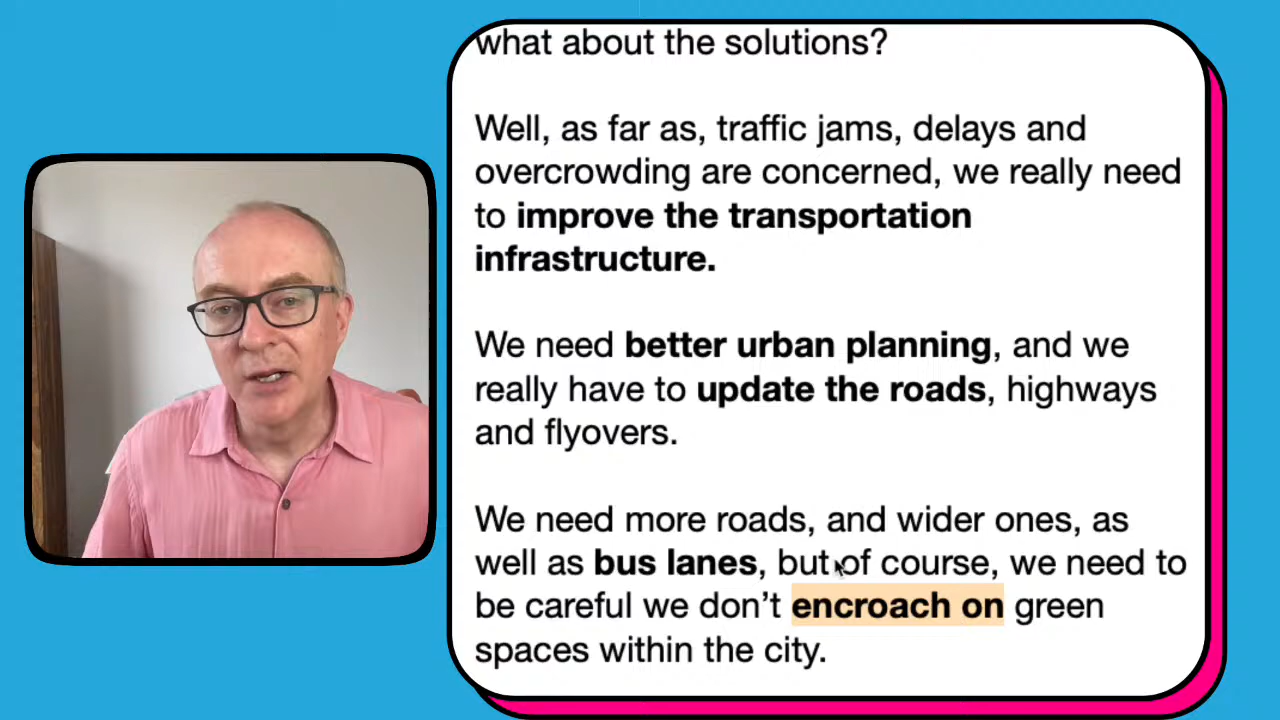 what about the solutions?
Well, as far as, traffic jams, delays and
overcrowding are concerned, we really need
to improve the transportation
infrastructure.
We need better urban planning, and we
really have to update the roads, highways
and flyovers.
We need more roads, and wider ones, as
well as bus lanes, but of course, we need to
be careful we don’t encroach on green
spaces within the city.